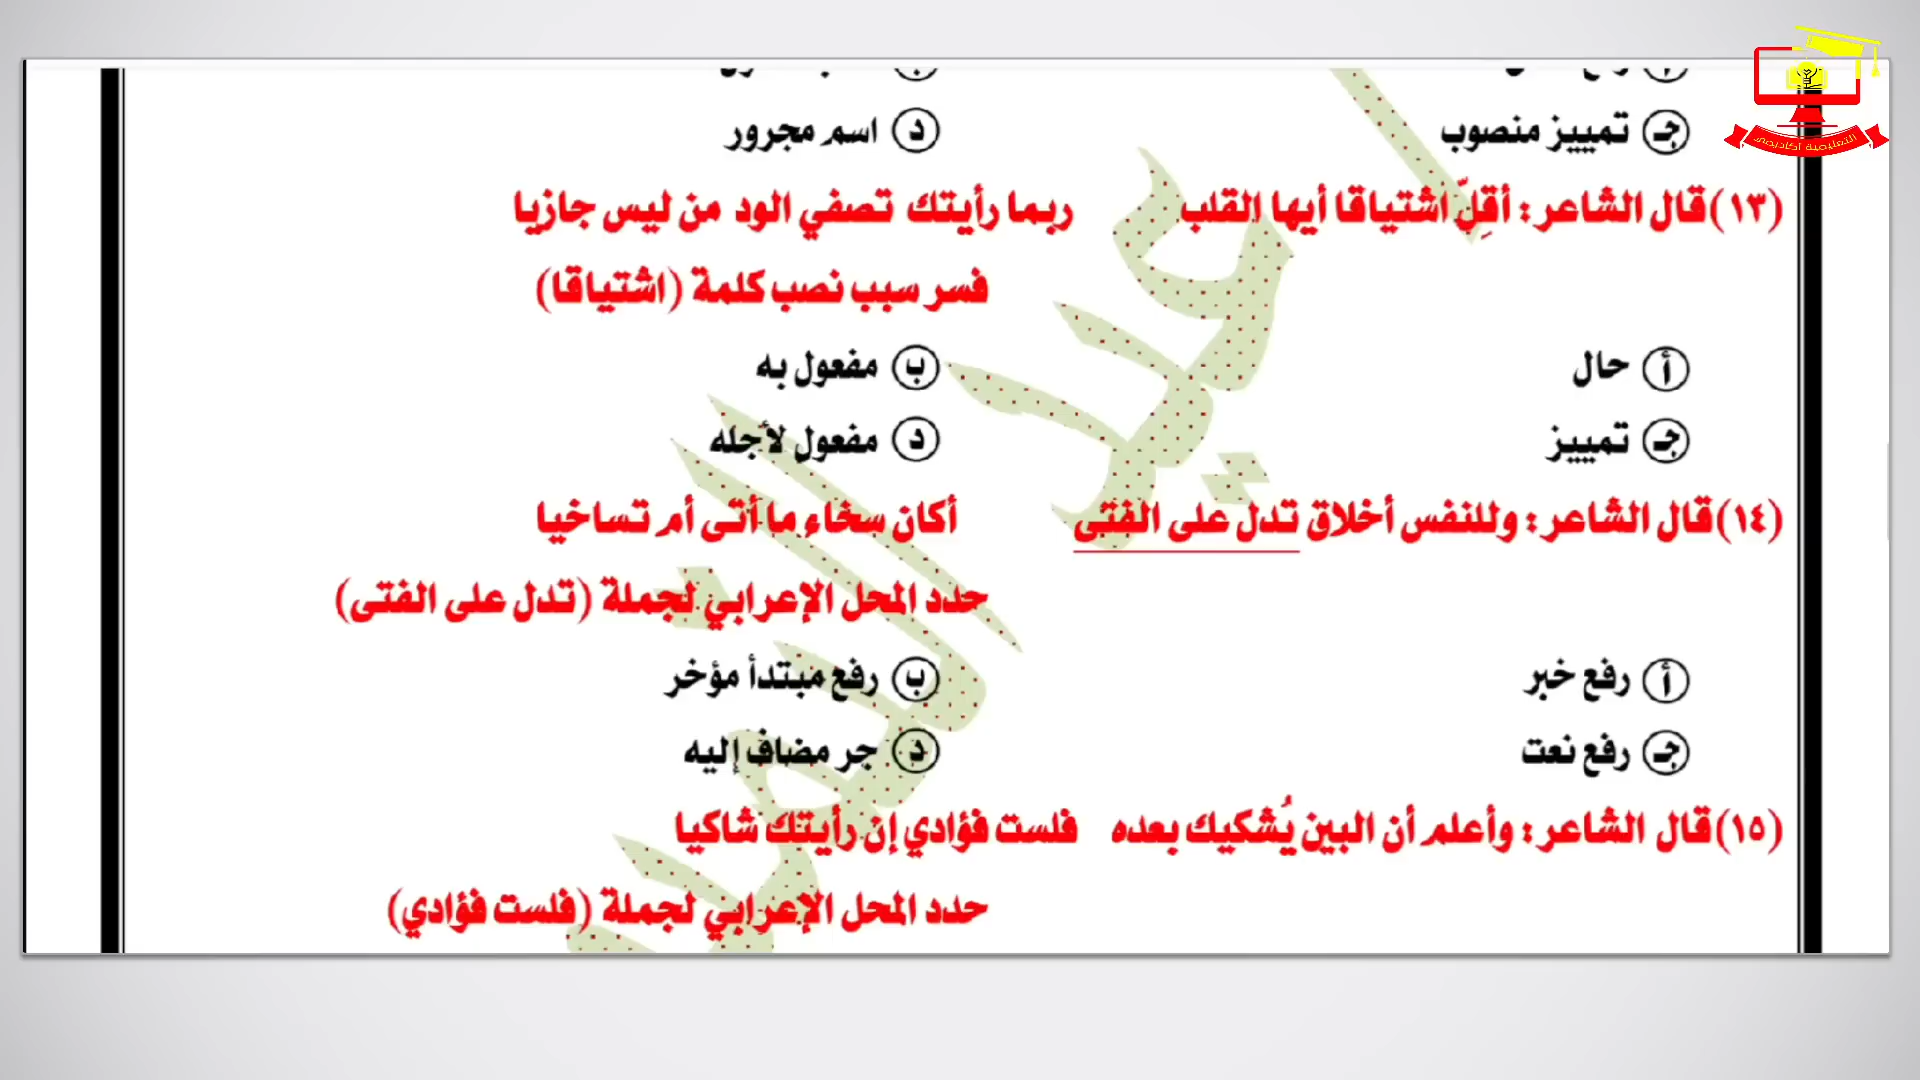 ج تمييز منصوب د اسم مجرور
(١٣) قال الشاعر: أقِلّ اشتياقا أيها القلب ربما رأيتك تصفي الود من ليس جازيا
فسر سبب نصب كلمة (اشتياقا)
أ حال ب مفعول به
ج تمييز د مفعول لأجله
(١٤) قال الشاعر: وللنفس أخلاق تدل على الفتى أكان سخاء ما أتى أم تساخيا
حدد المحل الإعرابي لجملة (تدل على الفتى)
أ رفع خبر ب رفع مبتدأ مؤخر
ج رفع نعت د جر مضاف إليه
(١٥) قال الشاعر: وأعلم أن البين يُشكيك بعده فلست فؤادي إن رأيتك شاكيا
حدد المحل الإعرابي لجملة (فلست فؤادي)
التعليمية أكاديمي